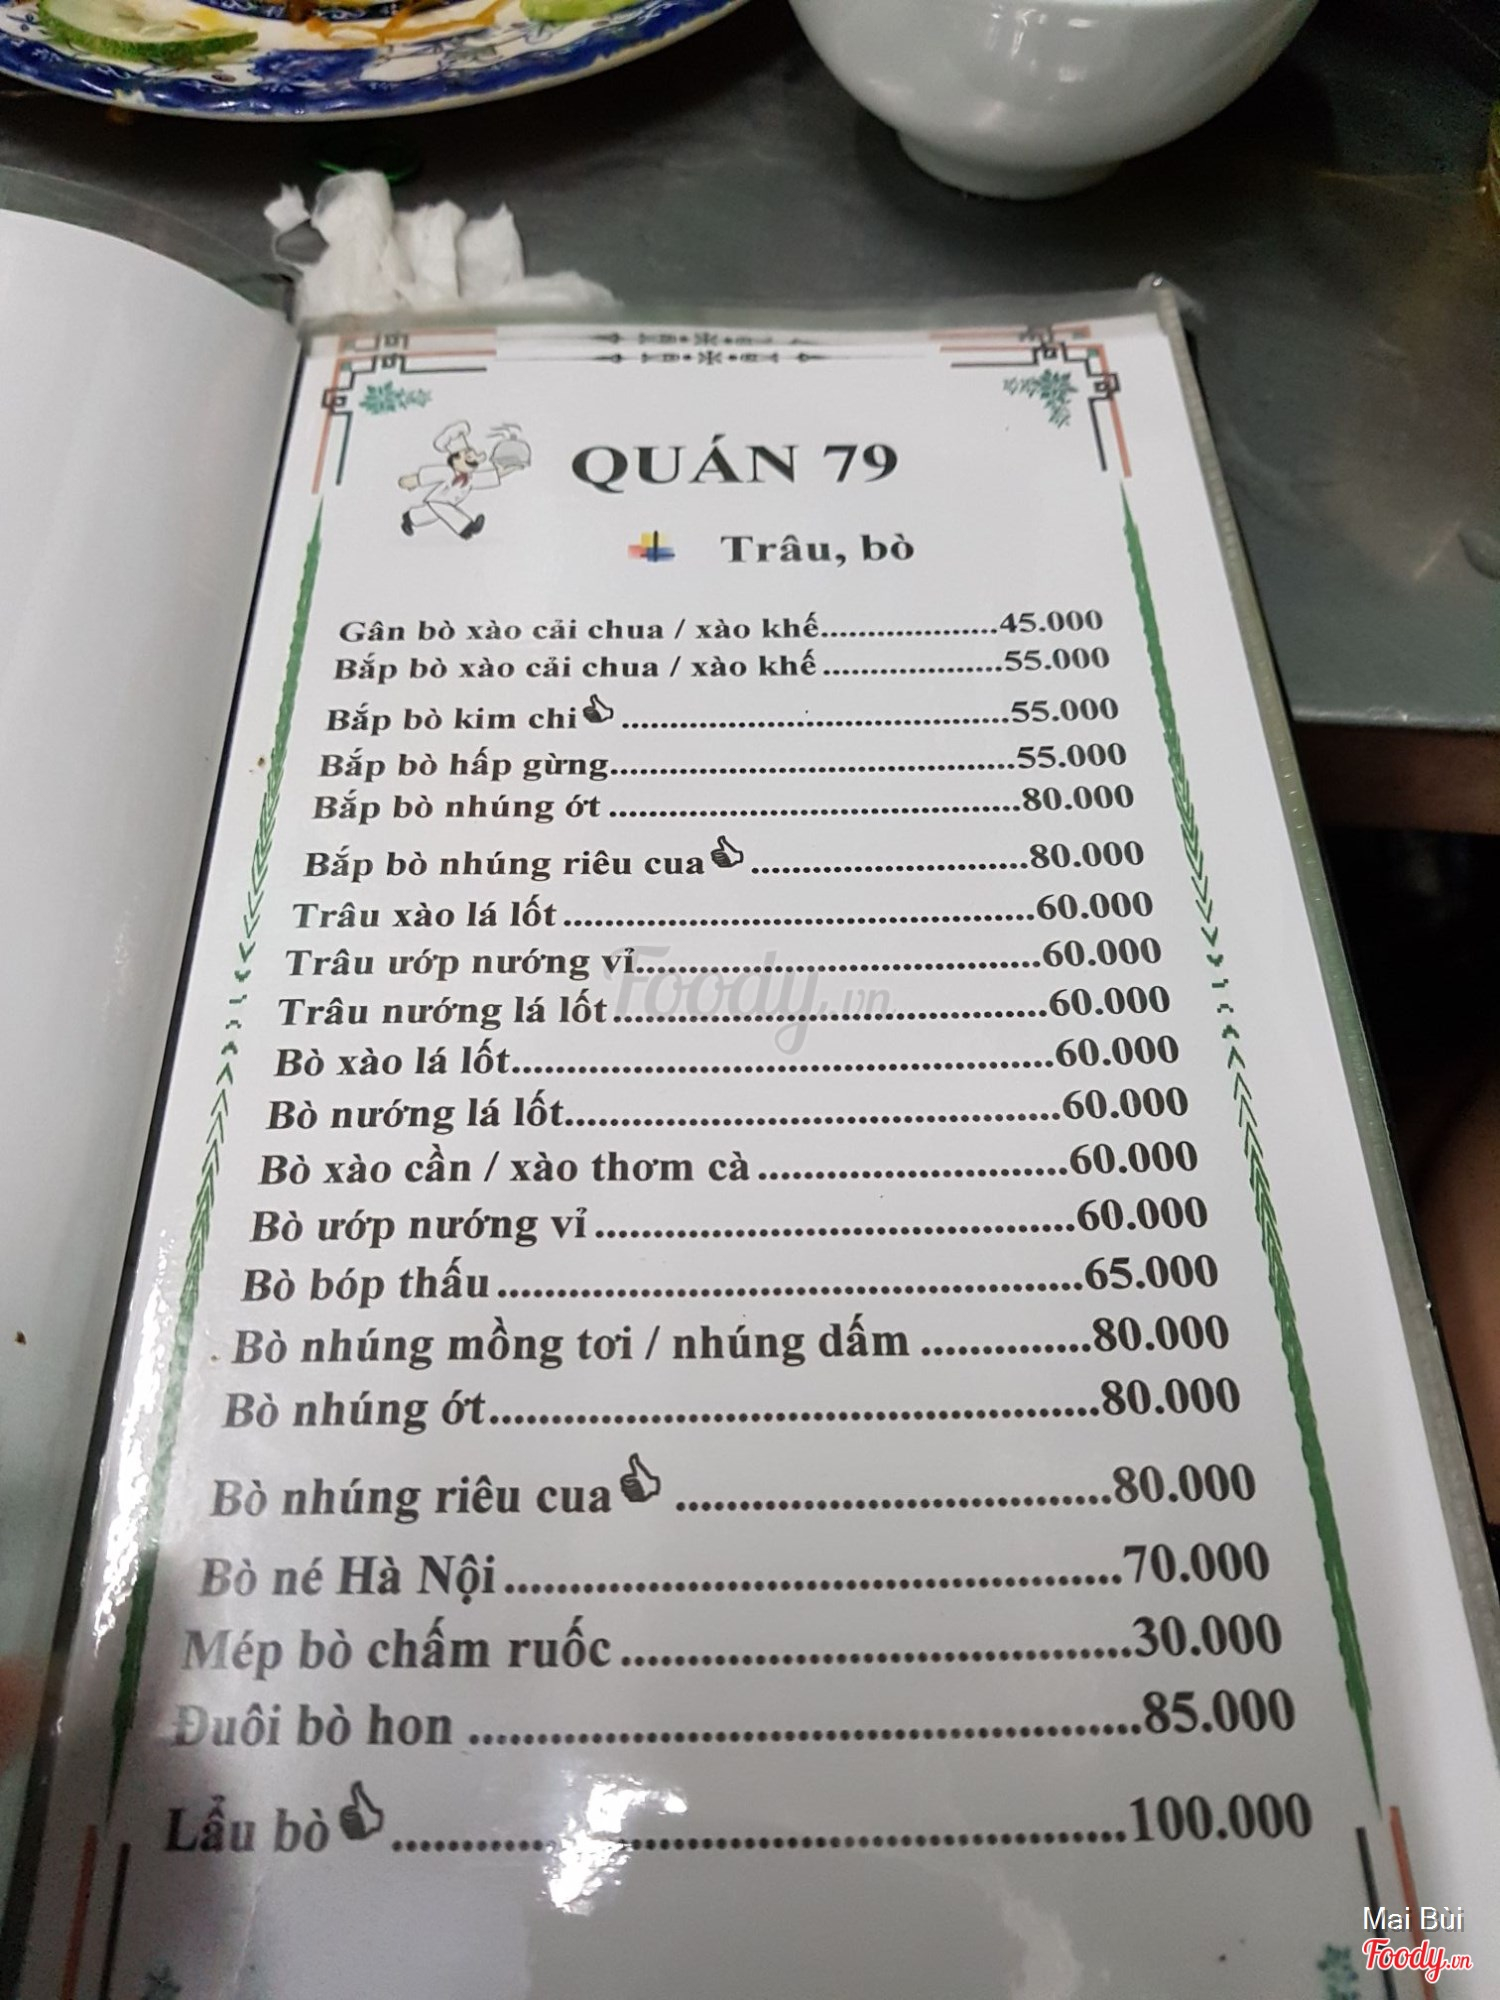 QUÁN 79
Trâu, bò
Gân bò xào cải chua / xào khế...................45.000
Bắp bò xào cải chua / xào khế...................55.000
Bắp bò kim chi.........................................55.000
Bắp bò hấp gừng...........................................55.000
Bắp bò nhúng ớt ...........................................80.000
Bắp bò nhúng riêu cua............................80.000
Trâu xào lá lốt..............................................60.000
Trâu ướp nướng vỉ.......................................60.000
Trâu nướng lá lốt.........................................60.000
Bò xào lá lốt..................................................60.000
Bò nướng lá lốt..............................................60.000
Bò xào cần / xào thơm cà.............................60.000
Bò ướp nướng vỉ...........................................60.000
Bò bóp thấu..................................................65.000
Bò nhúng mồng tơi / nhúng dấm ..............80.000
Bò nhúng ớt.................................................80.000
Bò nhúng riêu cua ..................................80.000
Bò né Hà Nội...............................................70.000
Mép bò chấm ruốc.......................................30.000
Đuôi bò hon ..................................................85.000
Lẩu bò.......................................................100.000
Foody.vn
Mai Bùi
Foody.vn